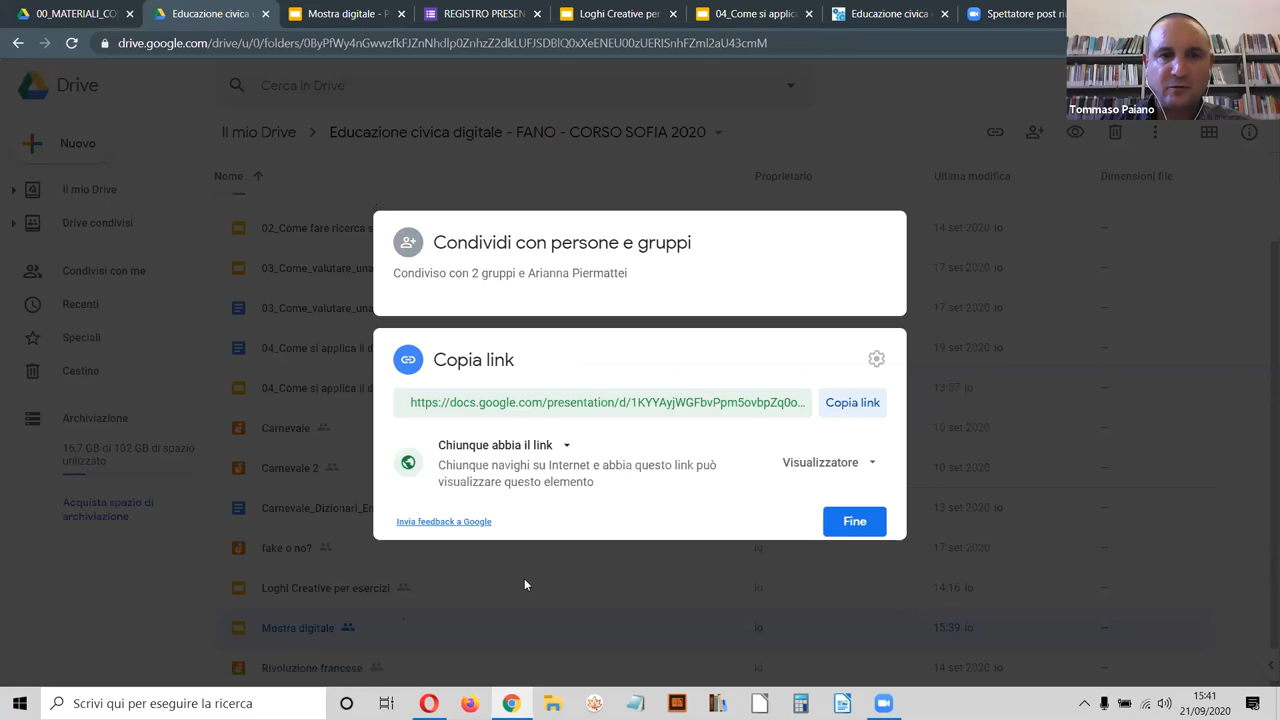 00_MATERIALI_CO
Educazione civica
Mostra digitale - P
REGISTRO PRESEN
Loghi Creative per
04_Come si applica
Educazione civica
Spettatore post ri
drive.google.com/drive/u/0/folders/0ByPfWy4nGwwzfkFJZnNhdlp0ZnhzZ2dkLUFJSDBlQ0xXeENEU00zUERlSnhFZml2aU43cmM
Tommaso Paiano
Drive
Cerca in Drive
Nuovo
Il mio Drive
Educazione civica digitale - FANO - CORSO SOFIA 2020
Nome
Proprietario
Ultima modifica
Dimensioni file
Il mio Drive
Drive condivisi
Condivisi con me
Recenti
Speciali
Cestino
Archiviazione
16,7 GB di 102 GB di spazio
utilizzato
Acquista spazio di
archiviazione
02_Come fare ricerca s
14 set 2020 io
03_Come_valutare_una
17 set 2020 io
03_Come_valutare_una
17 set 2020 io
04_Come si applica il d
19 set 2020 io
04_Come si applica il d
13:07 io
Carnevale
10 set 2020 io
Carnevale 2
10 set 2020 io
Carnevale_Dizionari_En
13 set 2020 io
fake o no?
io
17 set 2020 io
Loghi Creative per esercizi
io
14:16 io
Mostra digitale
io
15:39 io
Rivoluzione francese
io
14 set 2020 io
Condividi con persone e gruppi
Condiviso con 2 gruppi e Arianna Piermattei
Copia link
https://docs.google.com/presentation/d/1KYYAyjWGFbvPpm5ovbpZq0o...
Copia link
Chiunque abbia il link
Chiunque navighi su Internet e abbia questo link può
visualizzare questo elemento
Visualizzatore
Invia feedback a Google
Fine
Scrivi qui per eseguire la ricerca
15:41
21/09/2020